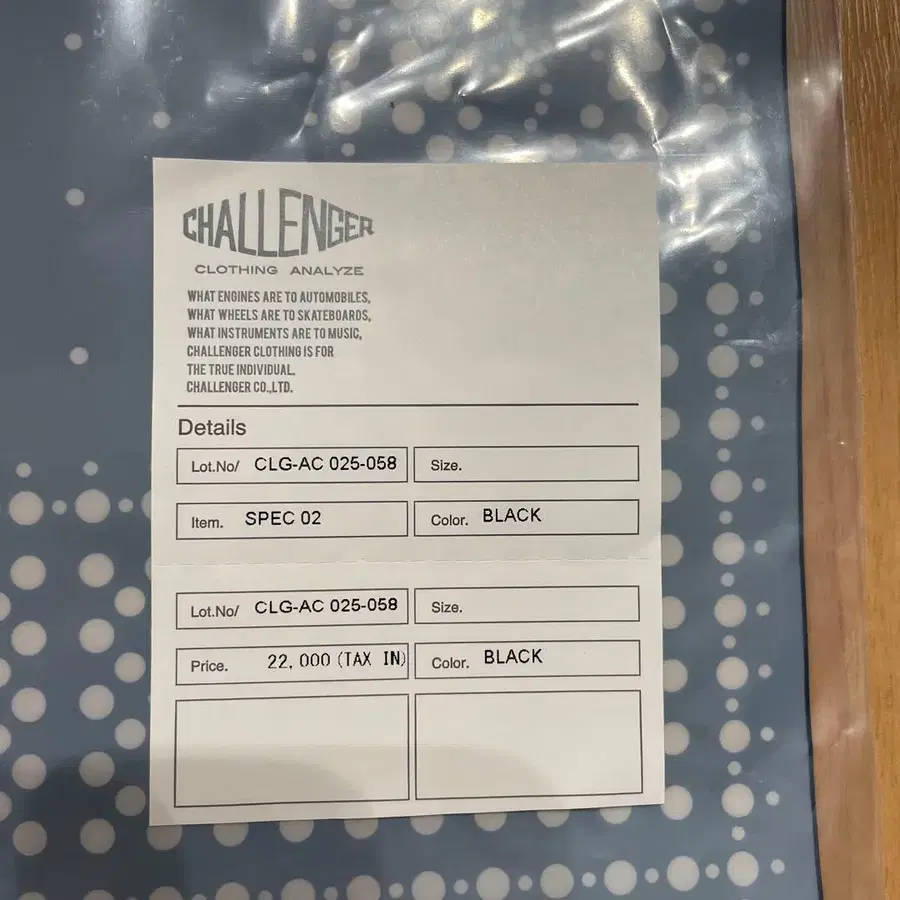 CHALLENGER
CLOTHING ANALYZE
WHAT ENGINES ARE TO AUTOMOBILES,
WHAT WHEELS ARE TO SKATEBOARDS,
WHAT INSTRUMENTS ARE TO MUSIC,
CHALLENGER CLOTHING IS FOR
THE TRUE INDIVIDUAL.
CHALLENGER CO.,LTD.
Details
Lot.No/ CLG-AC 025-058 Size.
Item. SPEC 02 Color. BLACK
Lot.No/ CLG-AC 025-058 Size.
Price. 22,000 (TAX IN) Color. BLACK